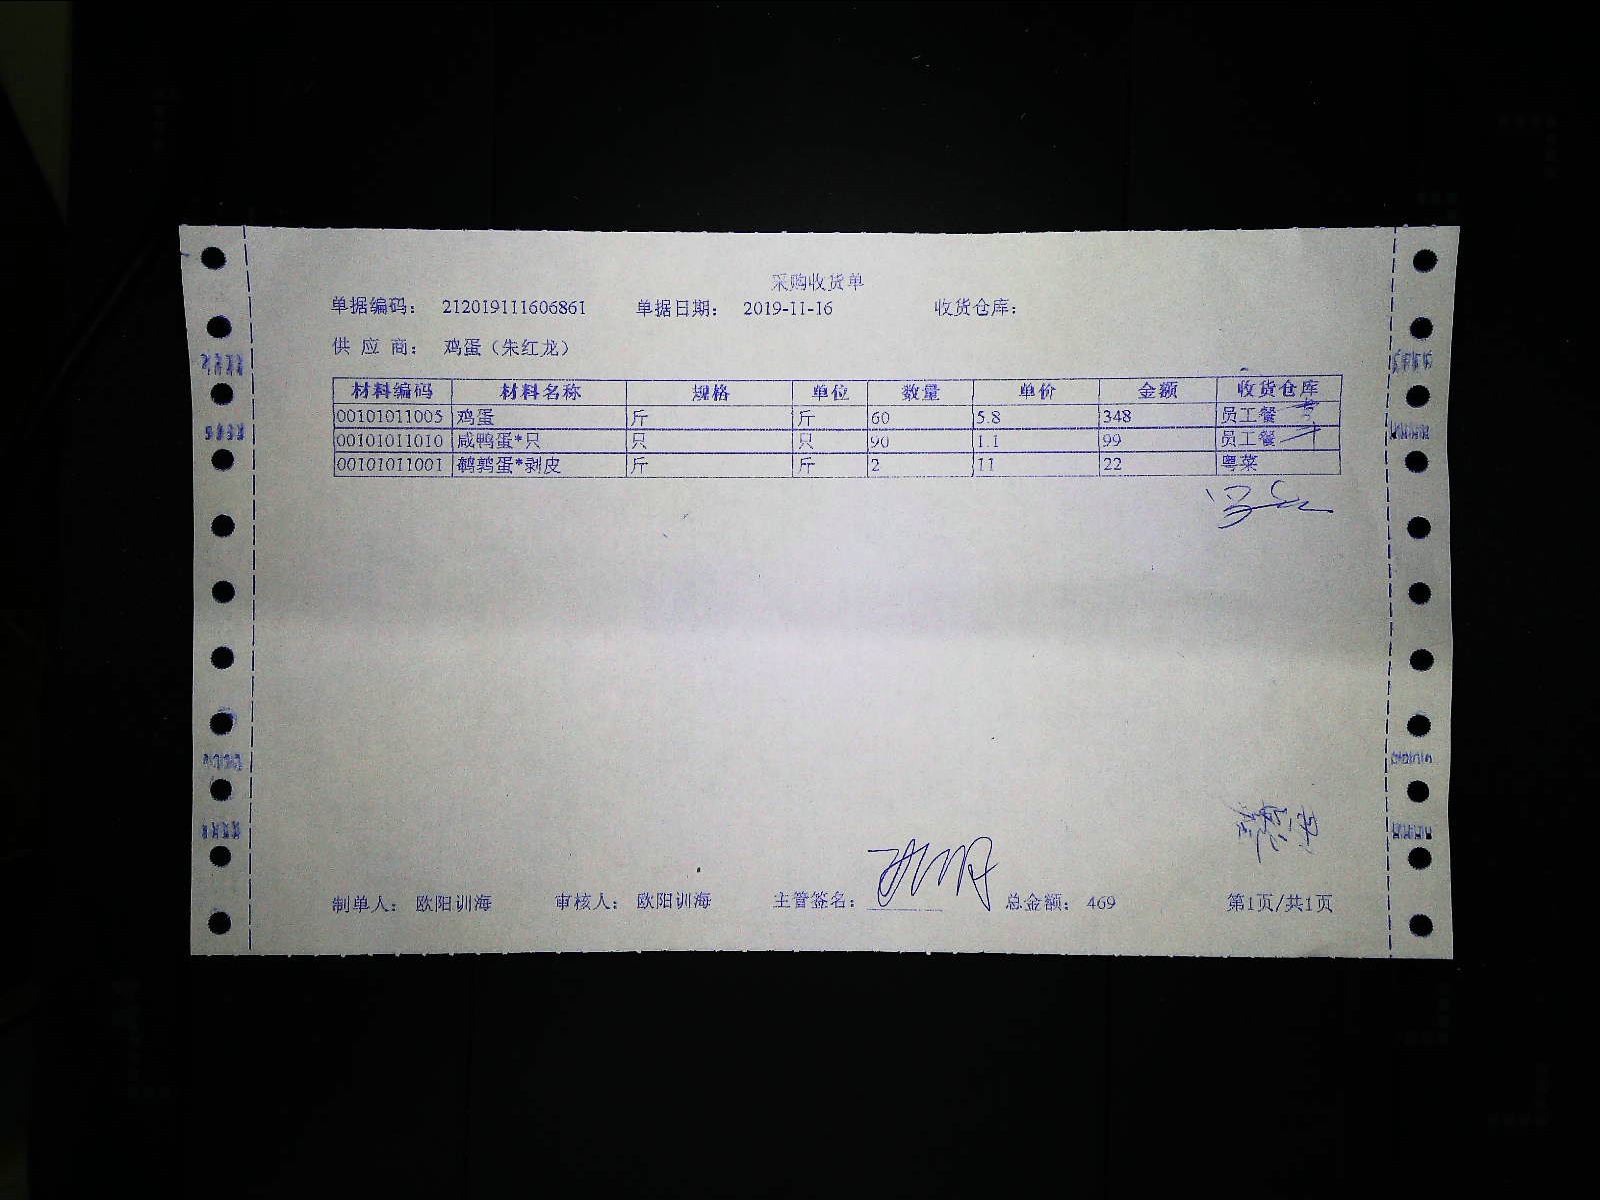 采购收货单
单据编码： 212019111606861 单据日期： 2019-11-16 收货仓库：
供 应 商： 鸡蛋（朱红龙）
材料编码 材料名称 规格 单位 数量 单价 金额 收货仓库
00101011005 鸡蛋 斤 斤 60 5.8 348 员工餐
00101011010 咸鸭蛋*只 只 只 90 1.1 99 员工餐
00101011001 鹌鹑蛋*剥皮 斤 斤 2 11 22 粤菜
制单人： 欧阳训海 审核人： 欧阳训海 主管签名： 总金额： 469 第1页/共1页